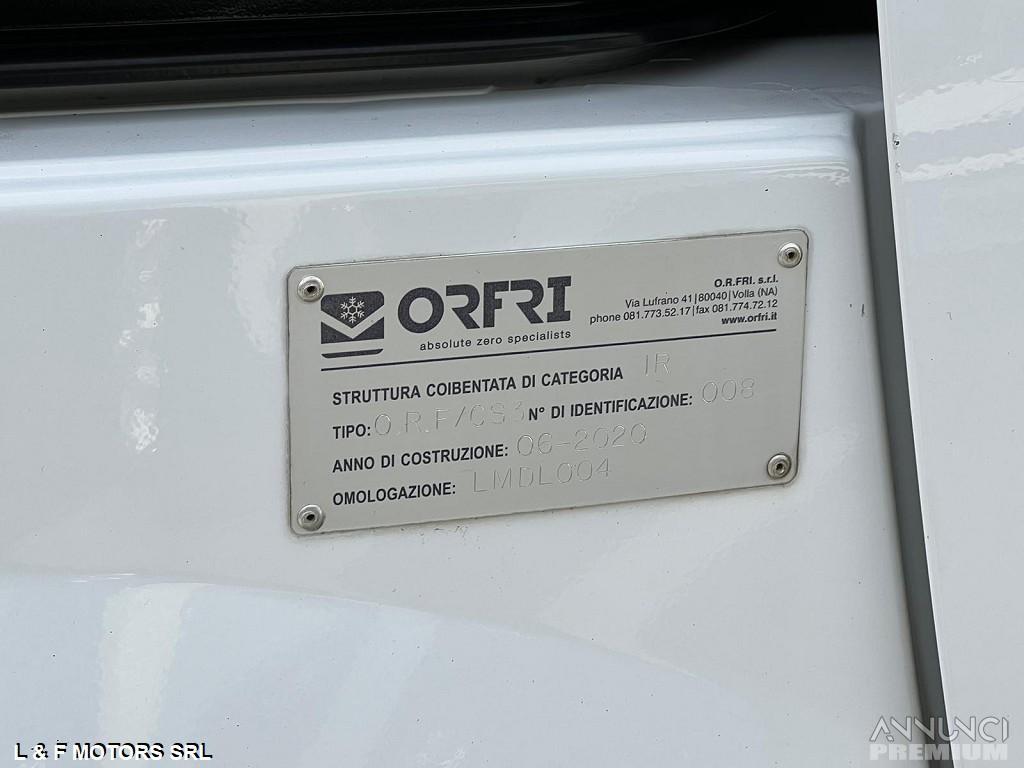 ORFRI
absolute zero specialists
O.R.FRI. s.r.l.
Via Lufrano 41|80040|Volla (NA)
phone 081.773.52.17|fax 081.774.72.12
www.orfri.it
STRUTTURA COIBENTATA DI CATEGORIA IR
TIPO: O.R.F/CS3 N° DI IDENTIFICAZIONE: 008
ANNO DI COSTRUZIONE: 06-2020
OMOLOGAZIONE: LMDL004
L & F MOTORS SRL
ANNUNCI
PREMIUM